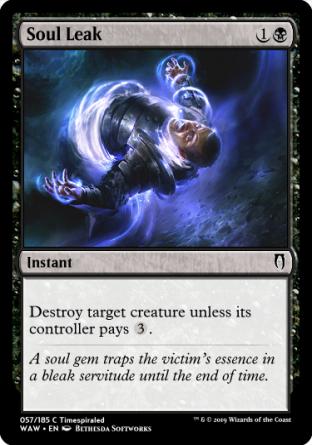 Soul Leak 1
Instant
Destroy target creature unless its
controller pays 3 .
A soul gem traps the victim's essence in
a bleak servitude until the end of time.
057/185 C Timespiraled
WAW • EN Bethesda Softworks
™ & © 2019 Wizards of the Coast